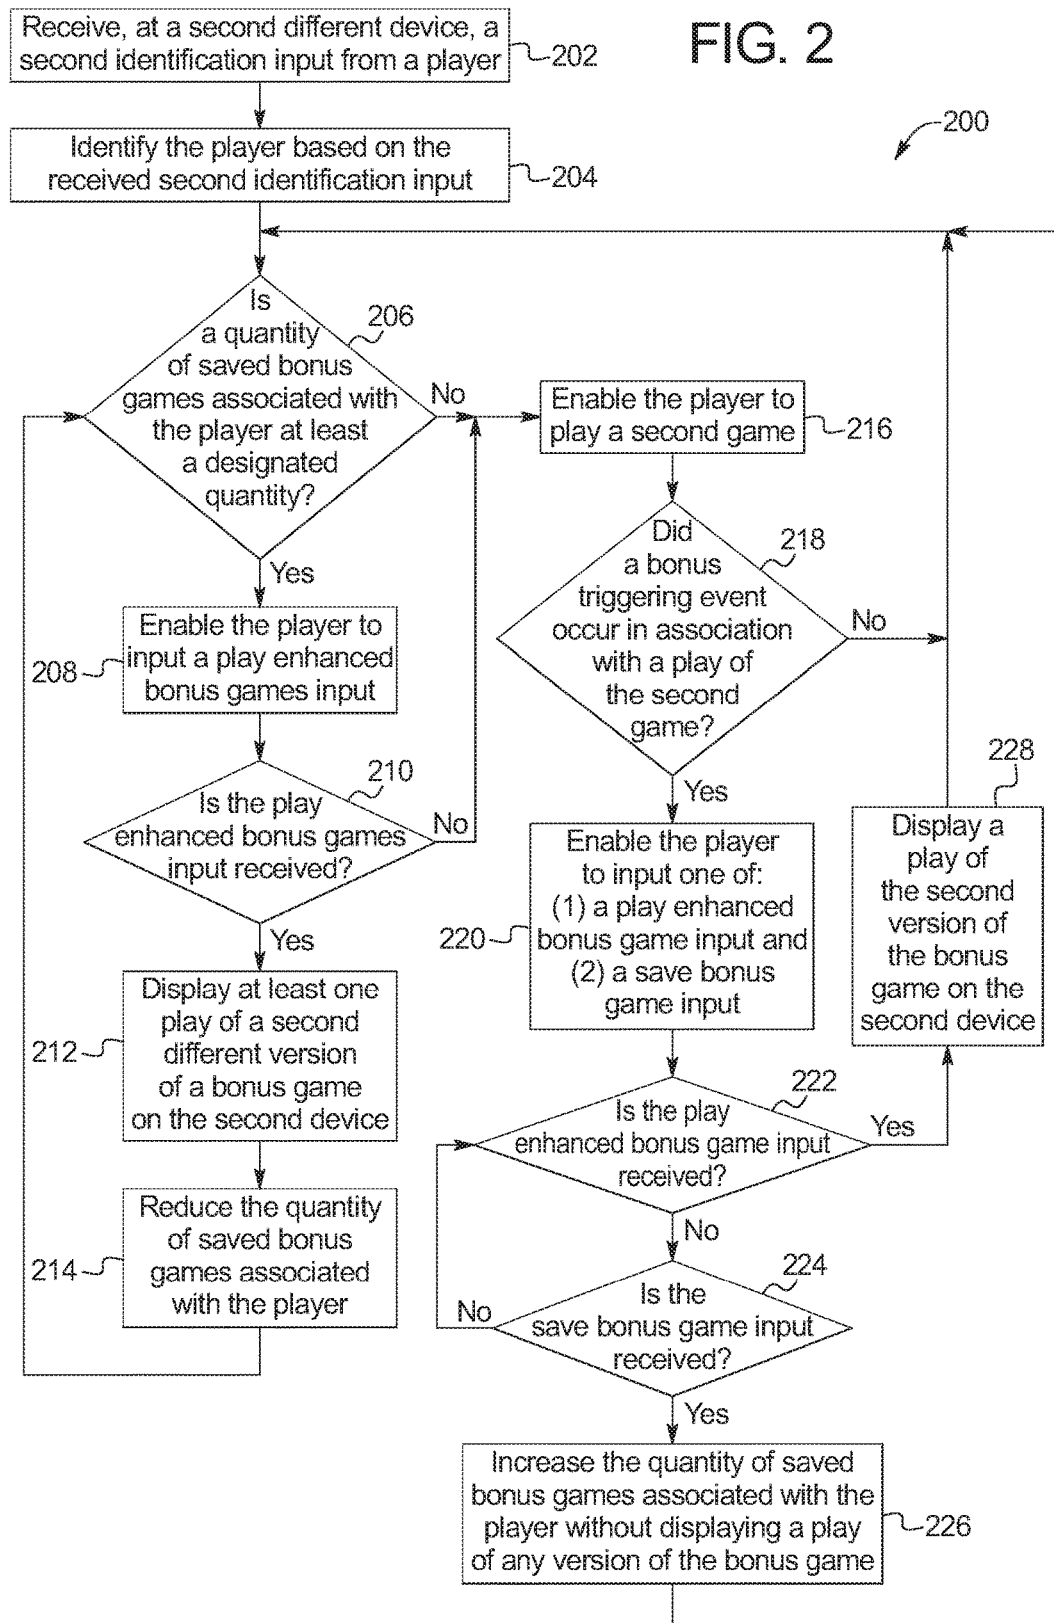 FIG. 2
200
Receive, at a second different device, a
second identification input from a player
202
Identify the player based on the
received second identification input
204
Is
a quantity
of saved bonus
games associated with
the player at least
a designated
quantity?
206
No
Yes
Enable the player to
input a play enhanced
bonus games input
208
Is the play
enhanced bonus games
input received?
210
No
Yes
Display at least one
play of a second
different version
of a bonus game
on the second device
212
Reduce the quantity
of saved bonus
games associated
with the player
214
Enable the player to
play a second game
216
Did
a bonus
triggering event
occur in association
with a play of
the second
game?
218
No
Yes
Enable the player
to input one of:
(1) a play enhanced
bonus game input and
(2) a save bonus
game input
220
Is the play
enhanced bonus game input
received?
222
Yes
No
Is the
save bonus game input
received?
224
No
Yes
Increase the quantity of saved
bonus games associated with the
player without displaying a play
of any version of the bonus game
226
228
Display a
play of
the second
version of
the bonus
game on the
second device